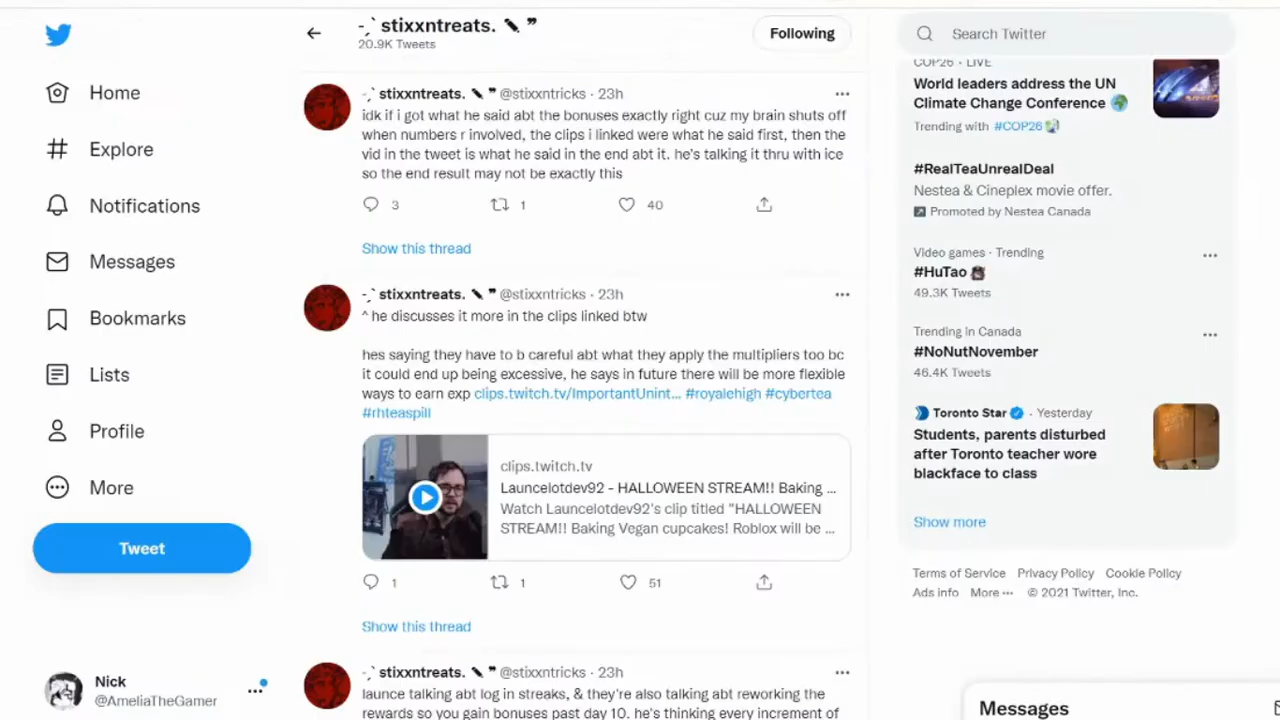 -ˏˋ stixxntreats. ✎ ❞
20.9K Tweets
Following
Search Twitter
Home
Explore
Notifications
Messages
Bookmarks
Lists
Profile
More
Tweet
Nick
@AmeliaTheGamer
-ˏˋ stixxntreats. ✎ ❞ @stixxntricks · 23h
idk if i got what he said abt the bonuses exactly right cuz my brain shuts off
when numbers r involved, the clips i linked were what he said first, then the
vid in the tweet is what he said in the end abt it. he's talking it thru with ice
so the end result may not be exactly this
3 1 40
Show this thread
-ˏˋ stixxntreats. ✎ ❞ @stixxntricks · 23h
^ he discusses it more in the clips linked btw
hes saying they have to b careful abt what they apply the multipliers too bc
it could end up being excessive, he says in future there will be more flexible
ways to earn exp clips.twitch.tv/ImportantUnint... #royalehigh #cybertea
#rhteaspill
clips.twitch.tv
Launcelotdev92 - HALLOWEEN STREAM!! Baking ...
Watch Launcelotdev92's clip titled "HALLOWEEN
STREAM!! Baking Vegan cupcakes! Roblox will be ...
1 1 51
Show this thread
-ˏˋ stixxntreats. ✎ ❞ @stixxntricks · 23h
launce talking abt log in streaks, & they're also talking abt reworking the
rewards so you gain bonuses past day 10. he's thinking every increment of
COP26 · LIVE
World leaders address the UN
Climate Change Conference 🌍
Trending with #COP26
#RealTeaUnrealDeal
Nestea & Cineplex movie offer.
Promoted by Nestea Canada
Video games · Trending
#HuTao
49.3K Tweets
Trending in Canada
#NoNutNovember
46.4K Tweets
Toronto Star · Yesterday
Students, parents disturbed
after Toronto teacher wore
blackface to class
Show more
Terms of Service Privacy Policy Cookie Policy
Ads info More ··· © 2021 Twitter, Inc.
Messages